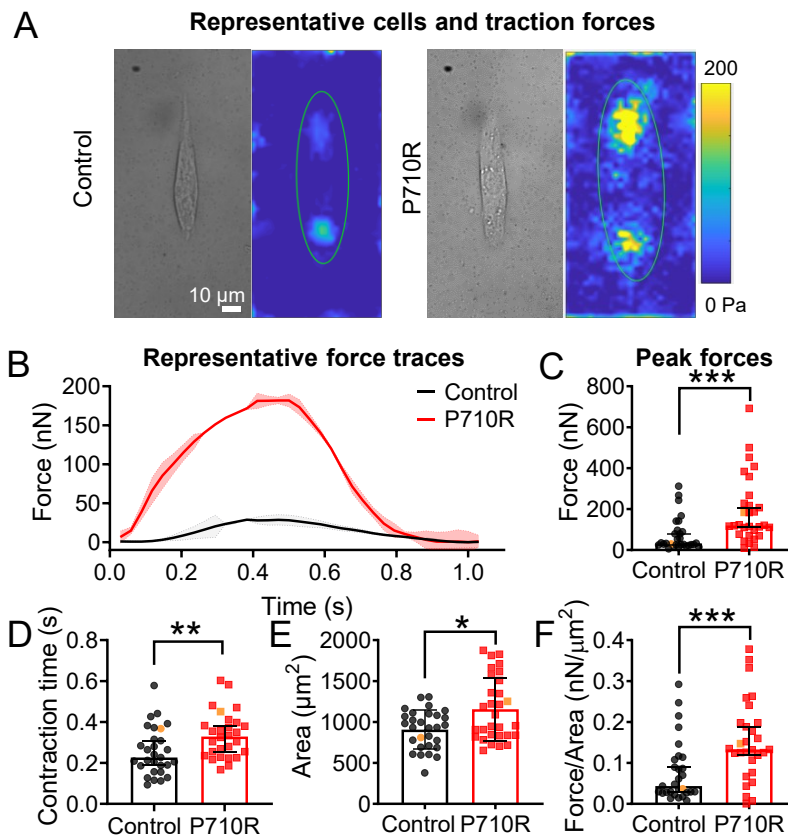 A
Representative cells and traction forces
Control
10 μm
P710R
200
0 Pa
B
Representative force traces
Force (nN)
200
150
100
50
0
0.0 0.2 0.4 0.6 0.8 1.0
Time (s)
Control
P710R
C
Peak forces
***
Force (nN)
800
600
400
200
0
Control P710R
D
**
Contraction time (s)
0.8
0.6
0.4
0.2
0.0
Control P710R
E
*
Area (μm²)
2000
1500
1000
500
0
Control P710R
F
***
Force/Area (nN/μm²)
0.4
0.3
0.2
0.1
0.0
Control P710R